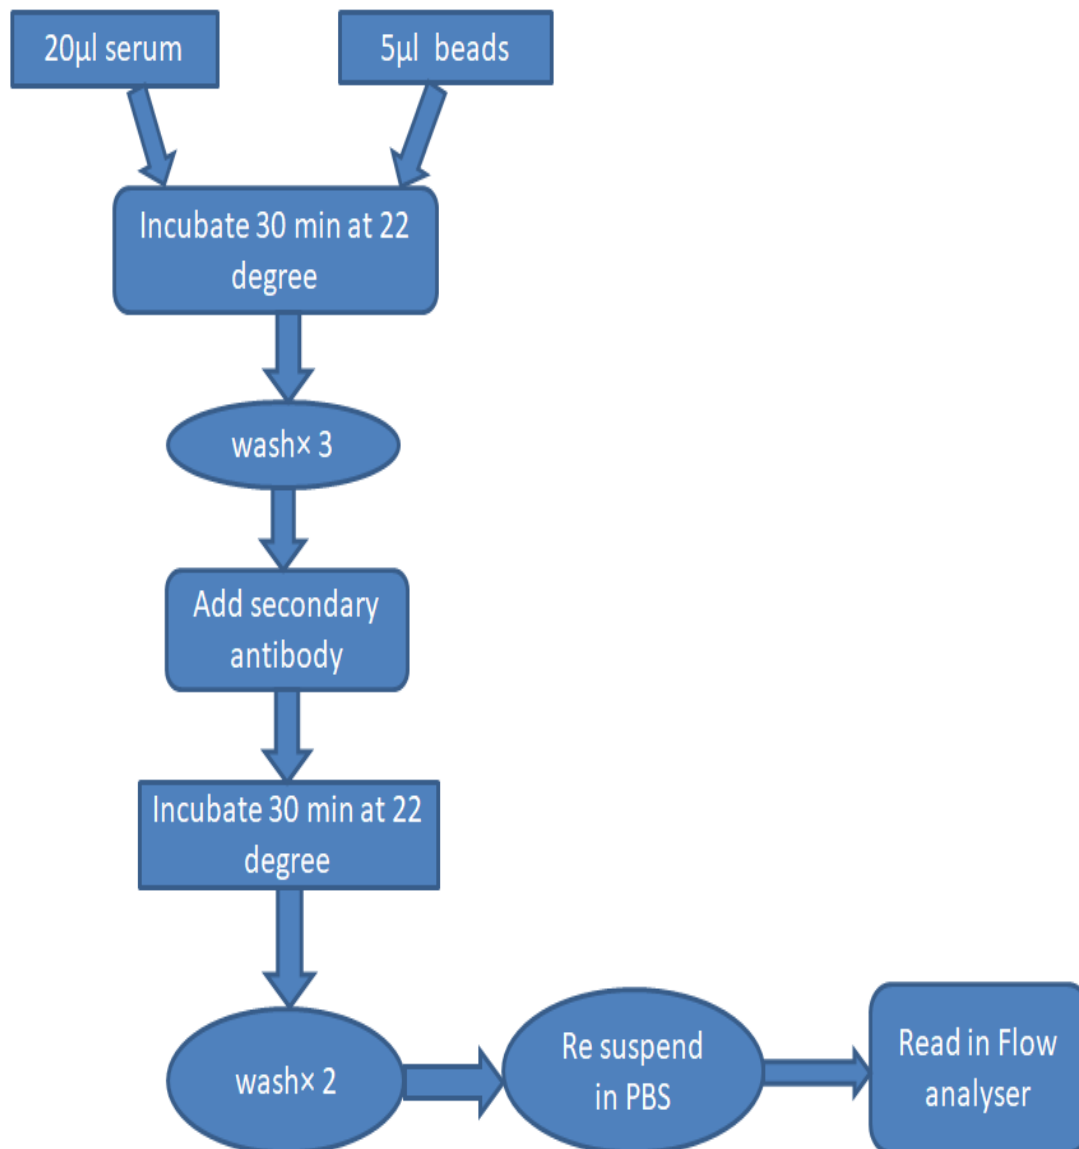 20µl serum
5µl  beads
Incubate 30 min at 22
degree
wash× 3
Add secondary
antibody
Incubate 30 min at 22
degree
wash× 2
Re suspend
in PBS
Read in Flow
analyser